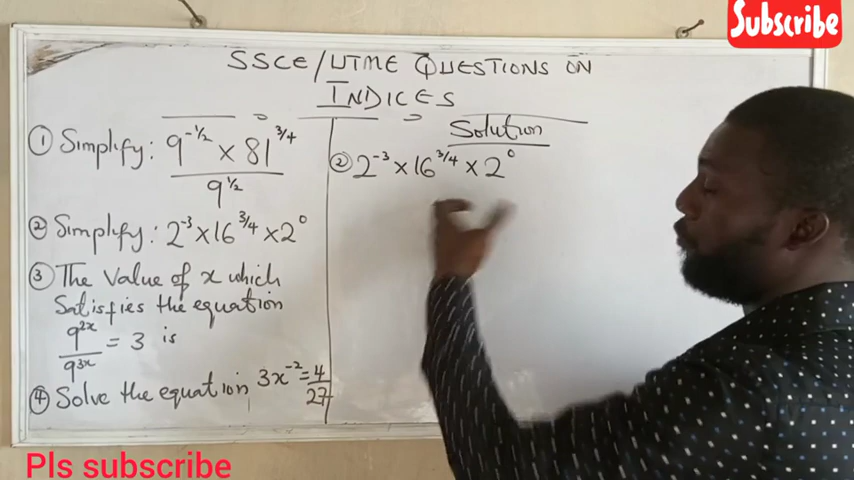 Subscribe
SSCE/UTME QUESTIONS ON
INDICES
① Simplify: 9^-1/2 × 81^3/4
9^1/2
② Simplify: 2^-3 × 16^3/4 × 2^0
③ The Value of x which
Satisfies the equation
9^2x
9^3x = 3 is
④ Solve the equation 3x^-2 = 4/27
Solution
② 2^-3 × 16^3/4 × 2^0
Pls subscribe